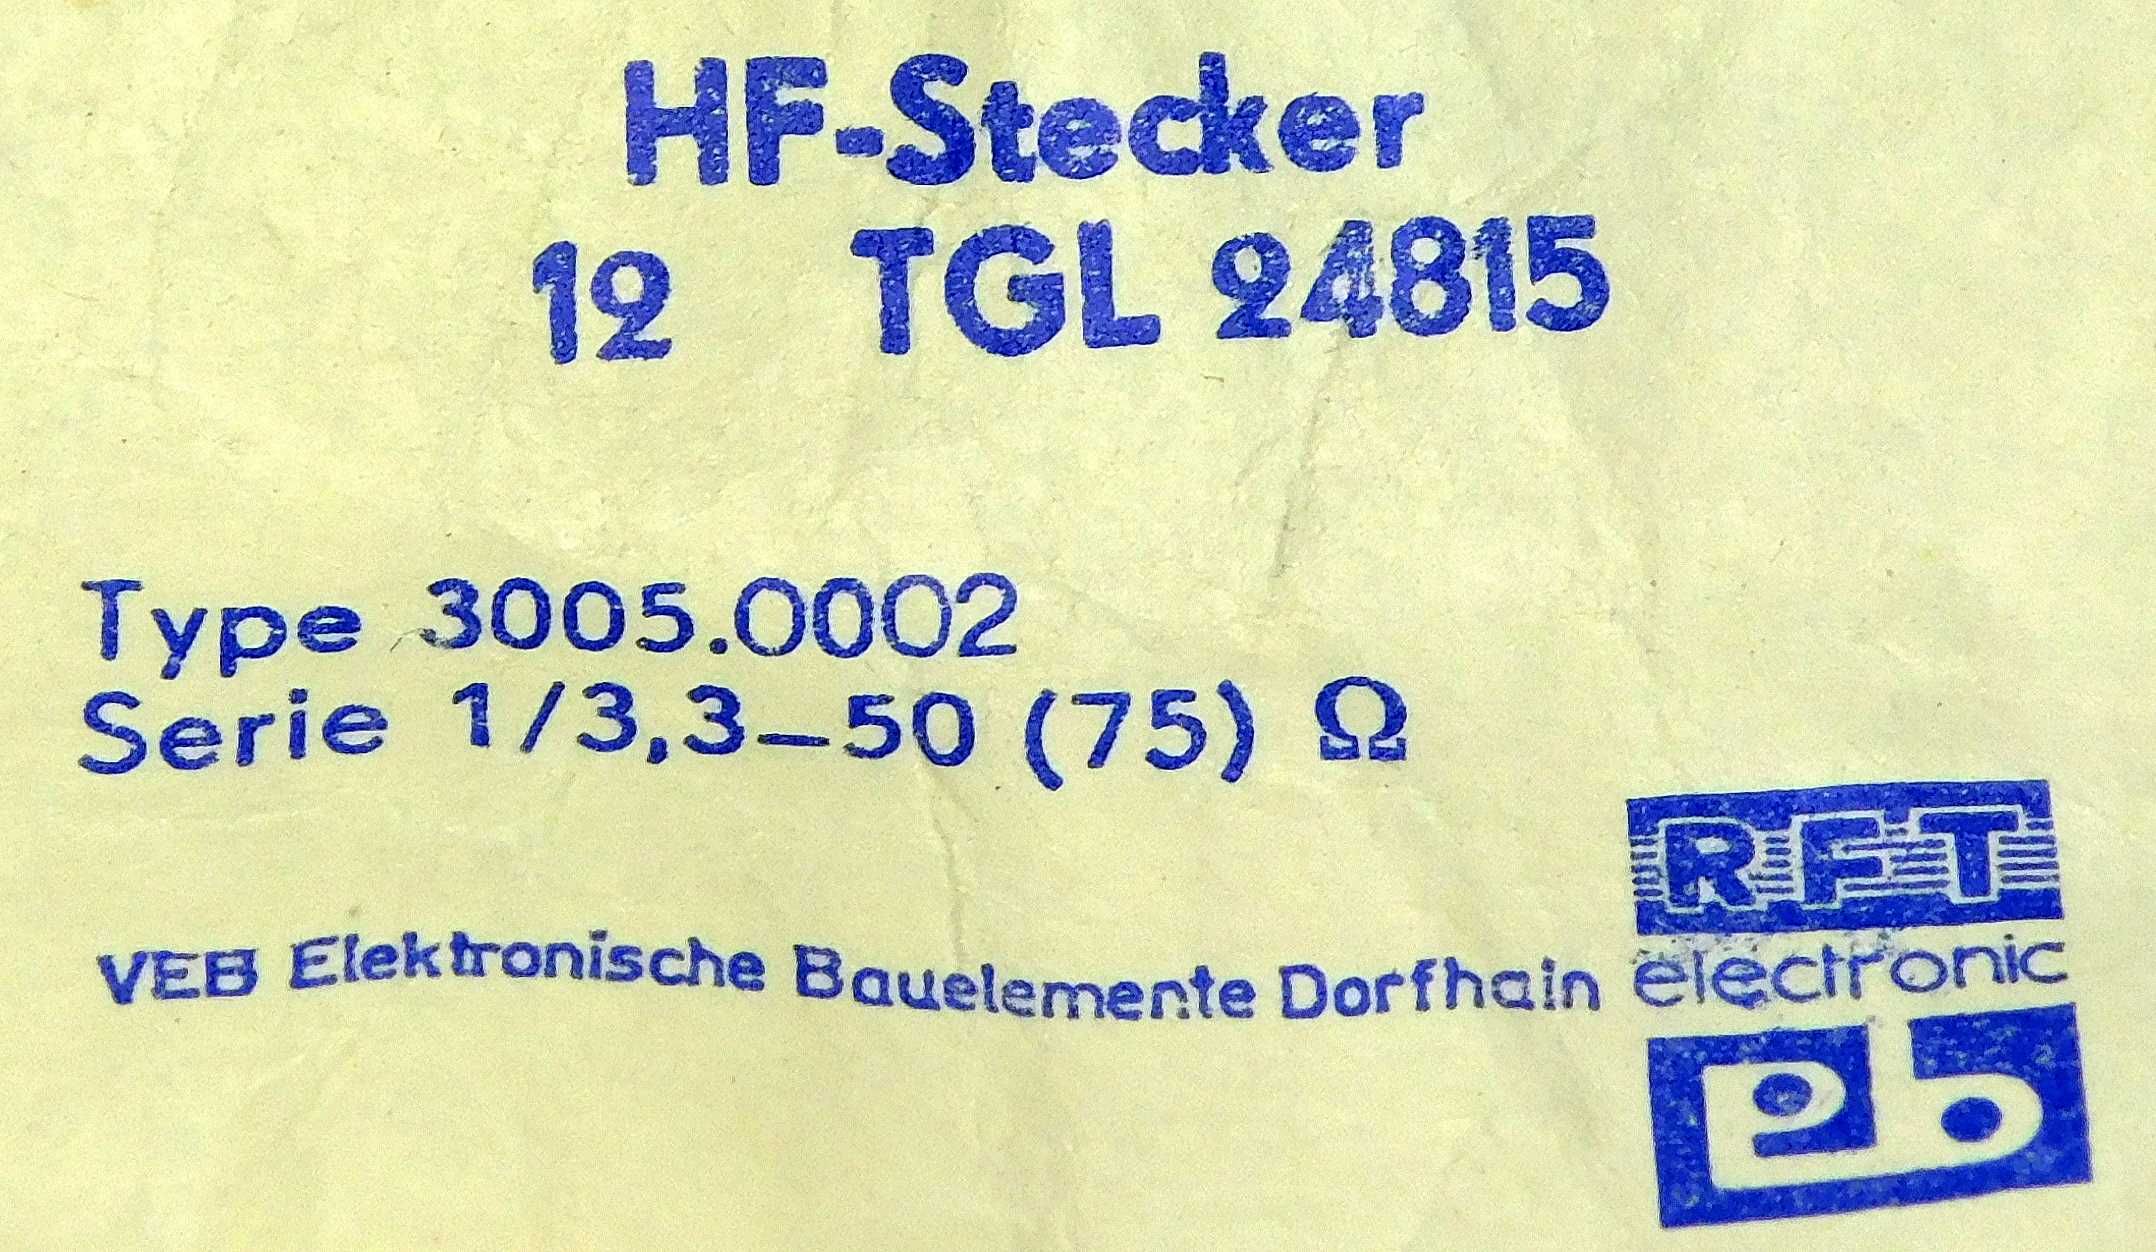 HF-Stecker
12 TGL 24815
Type 3005.0002
Serie 1/3,3–50 (75) Ω
RFT
VEB Elektronische Bauelemente Dorfhain
electronic
eb